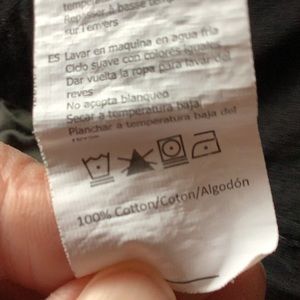 Repasser à basse temp
sur l'envers
ES Lavar en maquina en agua fria
Ciclo suave con colores iguales
Dar vuelta la ropa para lavar del
reves
No acepta blanqueo
Secar a temperatura baja
Planchar a temperatura baja del
100% Cotton/Coton/Algodón